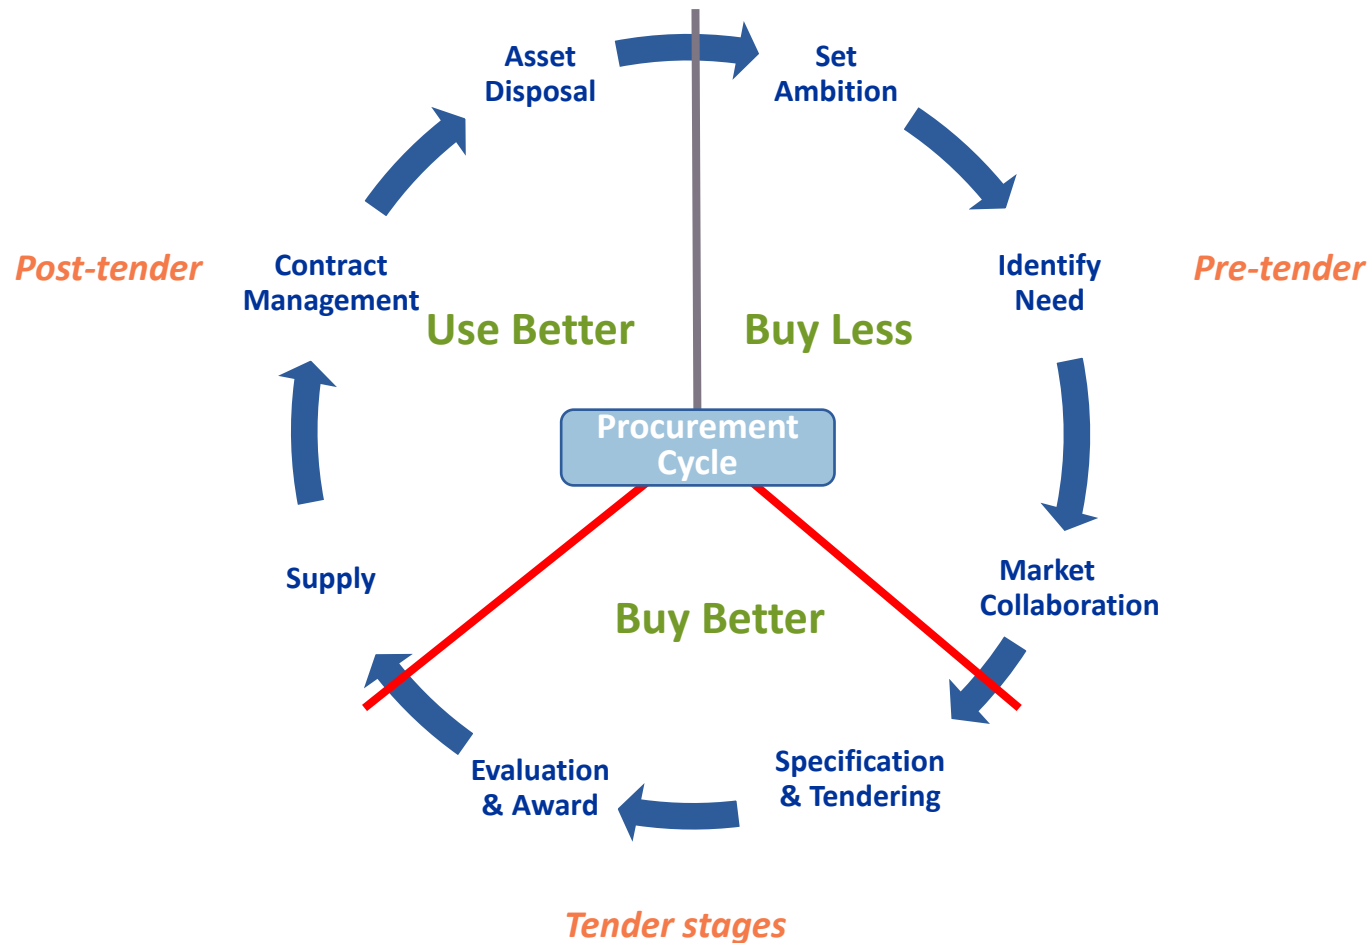 Asset
Disposal
Set
Ambition
Post-tender
Contract
Management
Identify
Need
Pre-tender
Use Better
Buy Less
Procurement
Cycle
Supply
Market
Collaboration
Buy Better
Evaluation
& Award
Specification
& Tendering
Tender stages